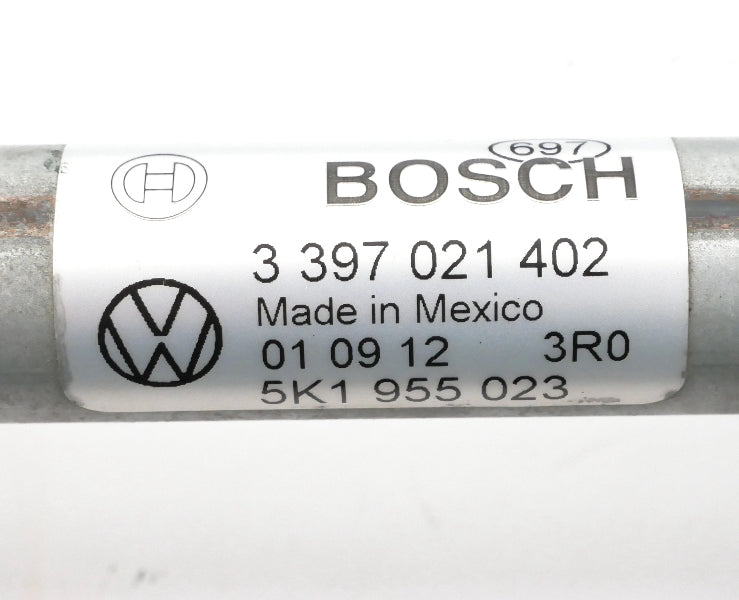 697
BOSCH
3 397 021 402
Made in Mexico
01 09 12 3R0
5K1 955 023